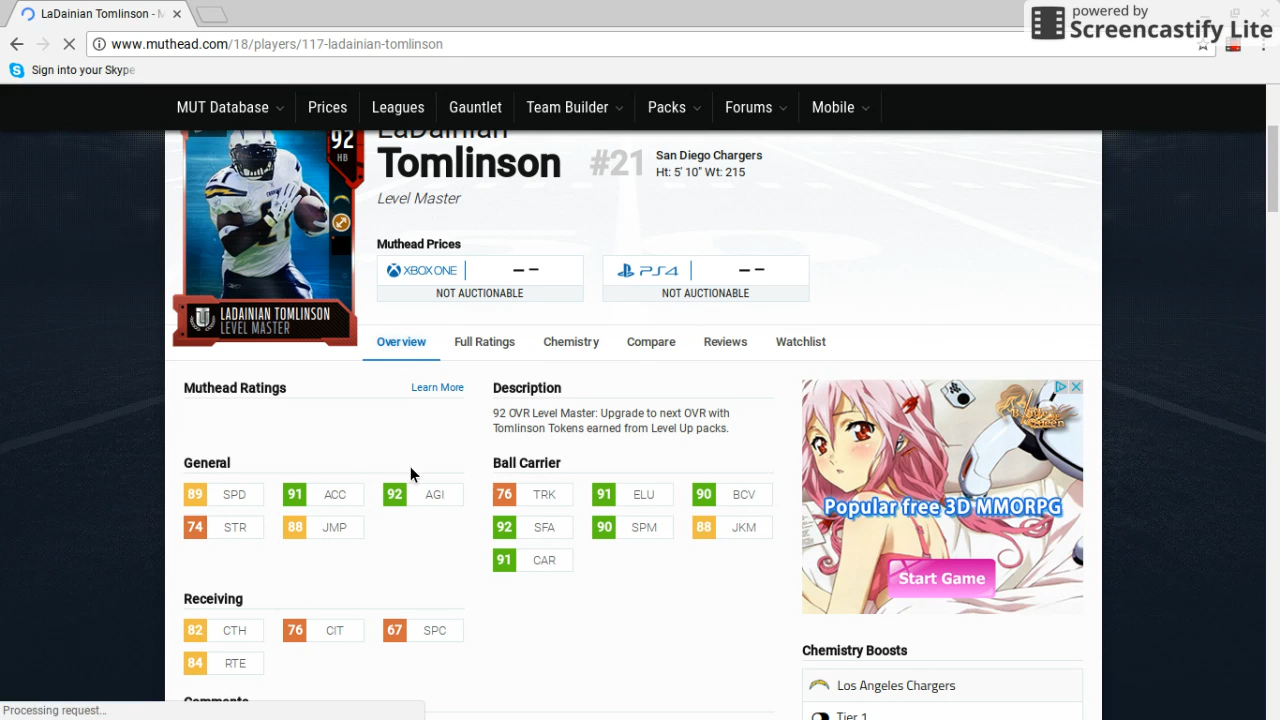 LaDainian Tomlinson - M
powered by
Screencastify Lite
www.muthead.com/18/players/117-ladainian-tomlinson
Sign into your Skype
MUT Database
Prices
Leagues
Gauntlet
Team Builder
Packs
Forums
Mobile
92
HB
LaDainian
Tomlinson
#21
San Diego Chargers
Ht: 5' 10" Wt: 215
Level Master
Muthead Prices
XBOX ONE
– –
NOT AUCTIONABLE
PS4
– –
NOT AUCTIONABLE
LADAINIAN TOMLINSON
LEVEL MASTER
Overview
Full Ratings
Chemistry
Compare
Reviews
Watchlist
Muthead Ratings
Learn More
General
89 SPD
91 ACC
92 AGI
74 STR
88 JMP
Receiving
82 CTH
76 CIT
67 SPC
84 RTE
Comments
Description
92 OVR Level Master: Upgrade to next OVR with
Tomlinson Tokens earned from Level Up packs.
Ball Carrier
76 TRK
91 ELU
90 BCV
92 SFA
90 SPM
88 JKM
91 CAR
Popular free 3D MMORPG
Start Game
Chemistry Boosts
Los Angeles Chargers
Tier 1
Processing request...